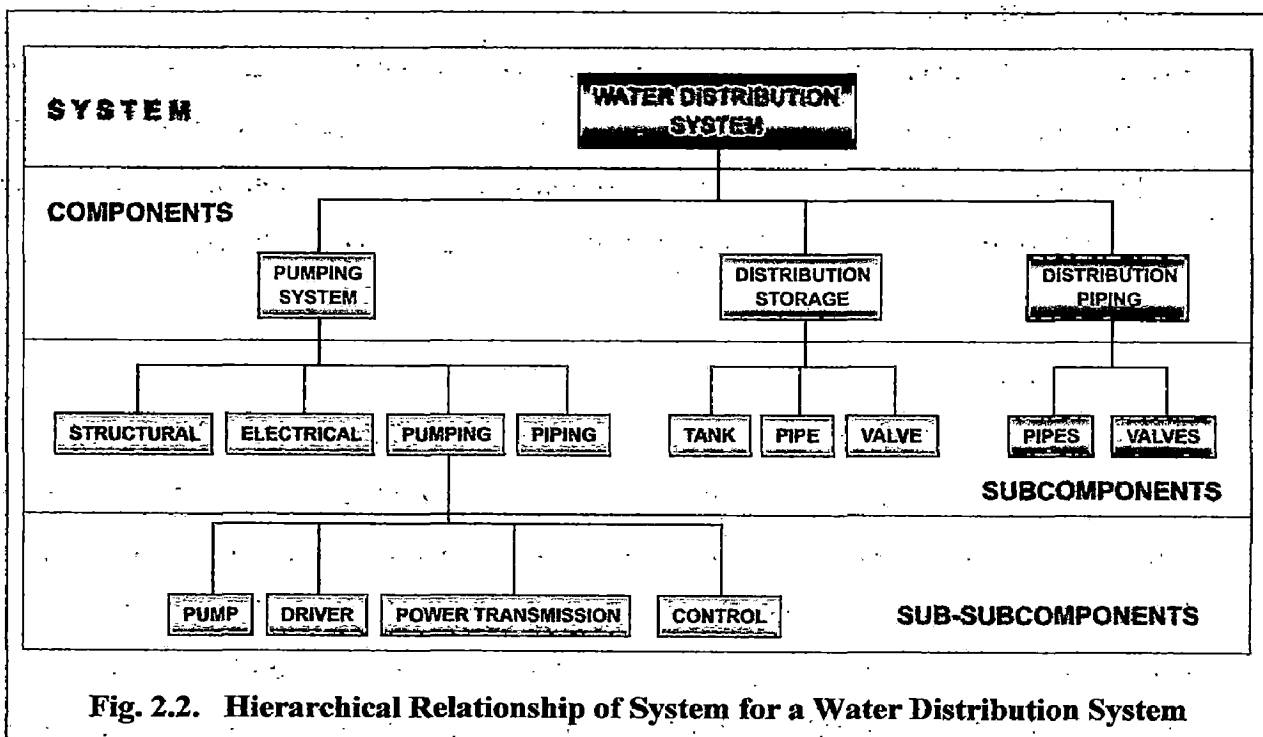 SYSTEM
WATER DISTRIBUTION
SYSTEM
COMPONENTS
PUMPING
SYSTEM
DISTRIBUTION
STORAGE
DISTRIBUTION
PIPING
STRUCTURAL
ELECTRICAL
PUMPING
PIPING
TANK
PIPE
VALVE
PIPES
VALVES
SUBCOMPONENTS
PUMP
DRIVER
POWER TRANSMISSION
CONTROL
SUB-SUBCOMPONENTS
Fig. 2.2. Hierarchical Relationship of System for a Water Distribution System